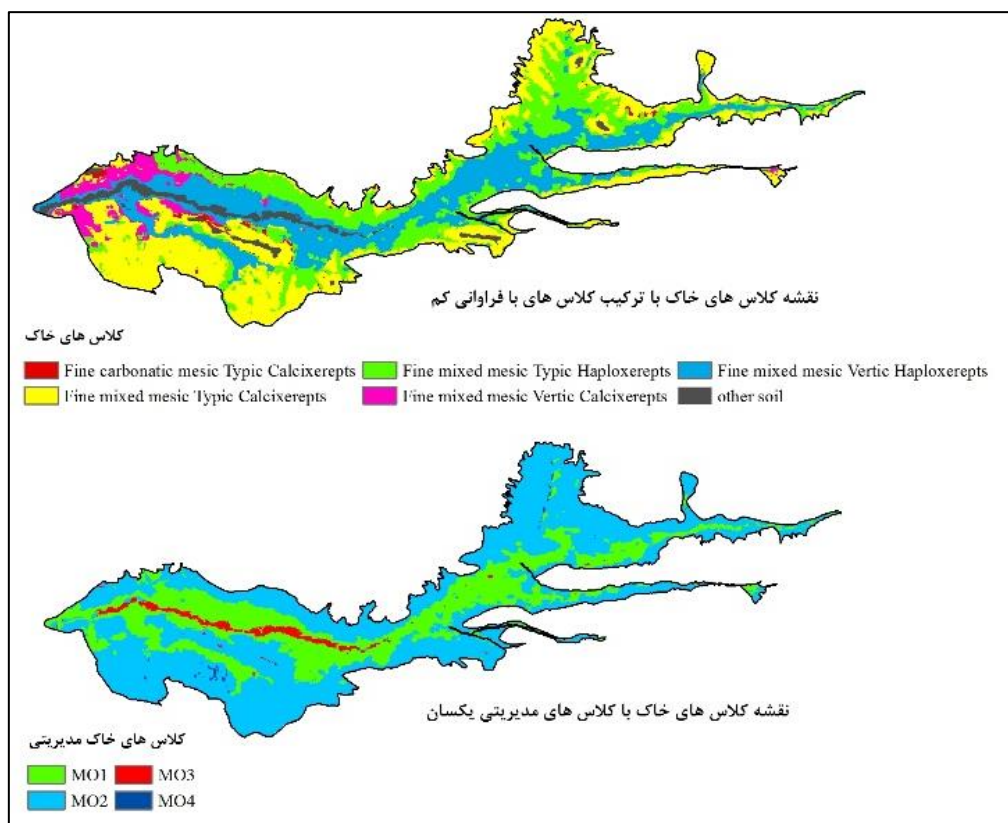 نقشه کلاس های خاک با ترکیب کلاس های با فراوانی کم
کلاس های خاک
Fine carbonatic mesic Typic Calcixerepts Fine mixed mesic Typic Haploxerepts Fine mixed mesic Vertic Haploxerepts
Fine mixed mesic Typic Calcixerepts Fine mixed mesic Vertic Calcixerepts other soil
نقشه کلاس های خاک با کلاس های مدیریتی یکسان
کلاس های خاک مدیریتی
MO1 MO3
MO2 MO4